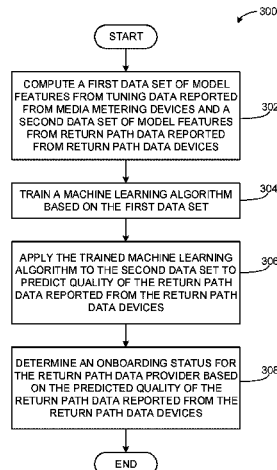 300
START
COMPUTE A FIRST DATA SET OF MODEL
FEATURES FROM TUNING DATA REPORTED
FROM MEDIA METERING DEVICES AND A
SECOND DATA SET OF MODEL FEATURES
FROM RETURN PATH DATA REPORTED
FROM RETURN PATH DATA DEVICES
302
TRAIN A MACHINE LEARNING ALGORITHM
BASED ON THE FIRST DATA SET
304
APPLY THE TRAINED MACHINE LEARNING
ALGORITHM TO THE SECOND DATA SET TO
PREDICT QUALITY OF THE RETURN PATH
DATA REPORTED FROM THE RETURN PATH
DATA DEVICES
306
DETERMINE AN ONBOARDING STATUS FOR
THE RETURN PATH DATA PROVIDER BASED
ON THE PREDICTED QUALITY OF THE
RETURN PATH DATA REPORTED FROM THE
RETURN PATH DATA DEVICES
308
END